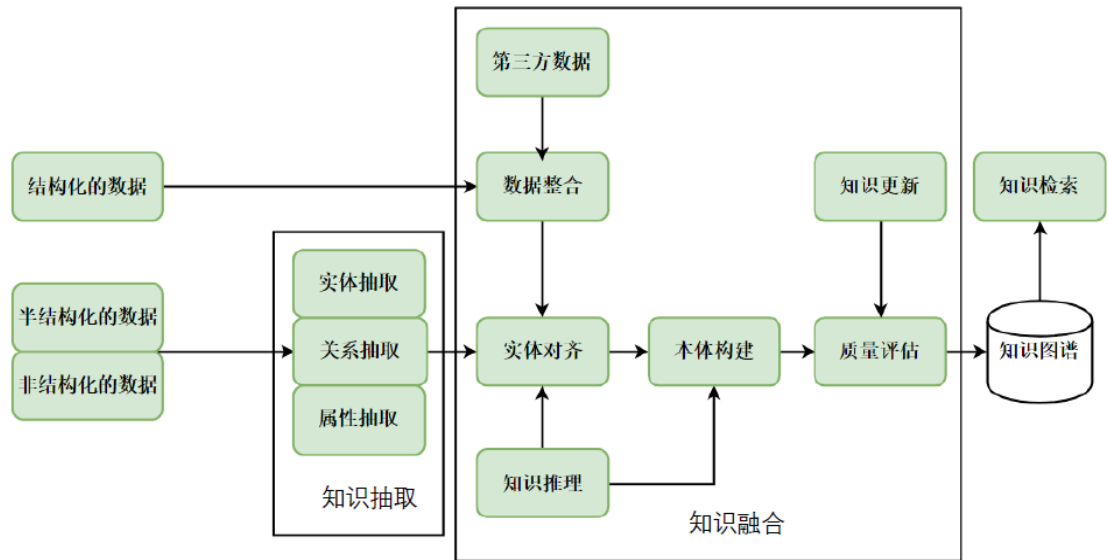 第三方数据
结构化的数据
数据整合
知识更新
知识检索
实体抽取
半结构化的数据
关系抽取
实体对齐
本体构建
质量评估
知识图谱
非结构化的数据
属性抽取
知识推理
知识抽取
知识融合